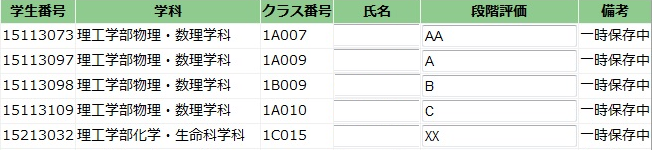 学生番号 学科 クラス番号 氏名 段階評価 備考
15113073 理工学部物理・数理学科 1A007 AA 一時保存中
15113097 理工学部物理・数理学科 1A009 A 一時保存中
15113098 理工学部物理・数理学科 1B009 B 一時保存中
15113109 理工学部物理・数理学科 1A010 C 一時保存中
15213032 理工学部化学・生命科学科 1C015 XX 一時保存中